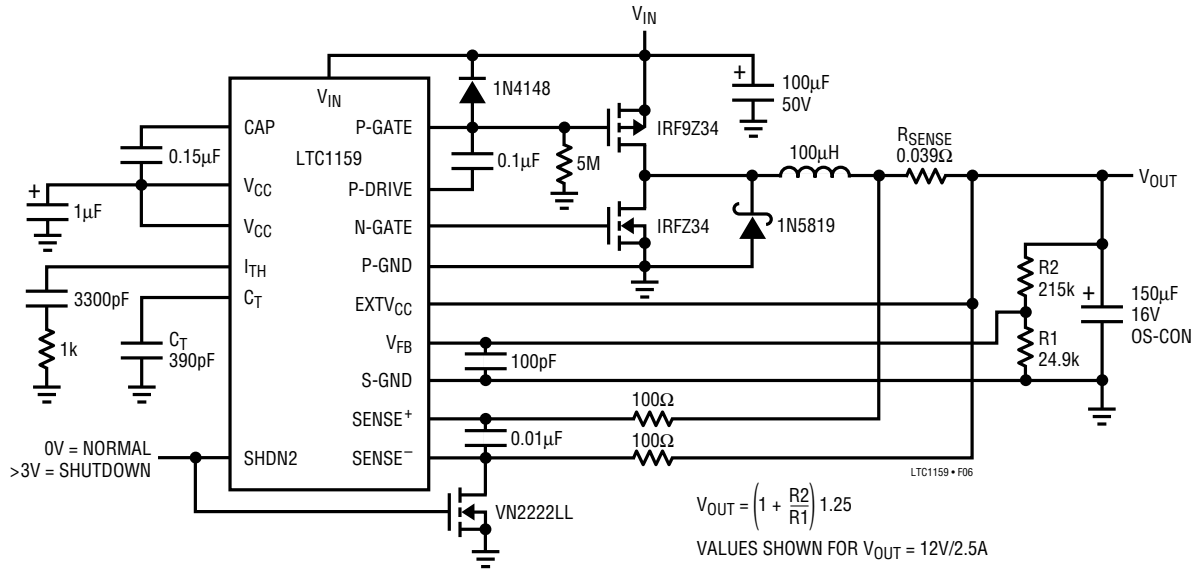 V_IN
V_IN
1N4148
+
100µF
50V
CAP
P-GATE
IRF9Z34
0.15µF
LTC1159
0.1µF
5M
100µH
R_SENSE
0.039Ω
V_OUT
+
1µF
V_CC
P-DRIVE
V_CC
N-GATE
IRFZ34
1N5819
I_TH
P-GND
3300pF
C_T
EXTV_CC
R2
215k
+
150µF
16V
OS-CON
1k
C_T
390pF
V_FB
100pF
R1
24.9k
S-GND
SENSE+
100Ω
0.01µF
100Ω
0V = NORMAL
>3V = SHUTDOWN
SHDN2
SENSE−
LTC1159 • F06
VN2222LL
V_OUT = (1 + R2/R1) 1.25
VALUES SHOWN FOR V_OUT = 12V/2.5A